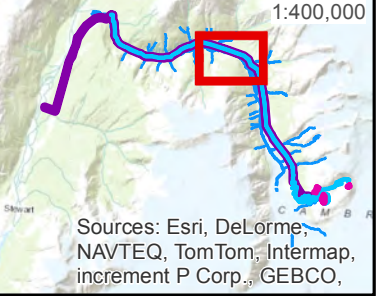 1:400,000
Stewart
C A M B R
Sources: Esri, DeLorme,
NAVTEQ, TomTom, Intermap,
increment P Corp., GEBCO,